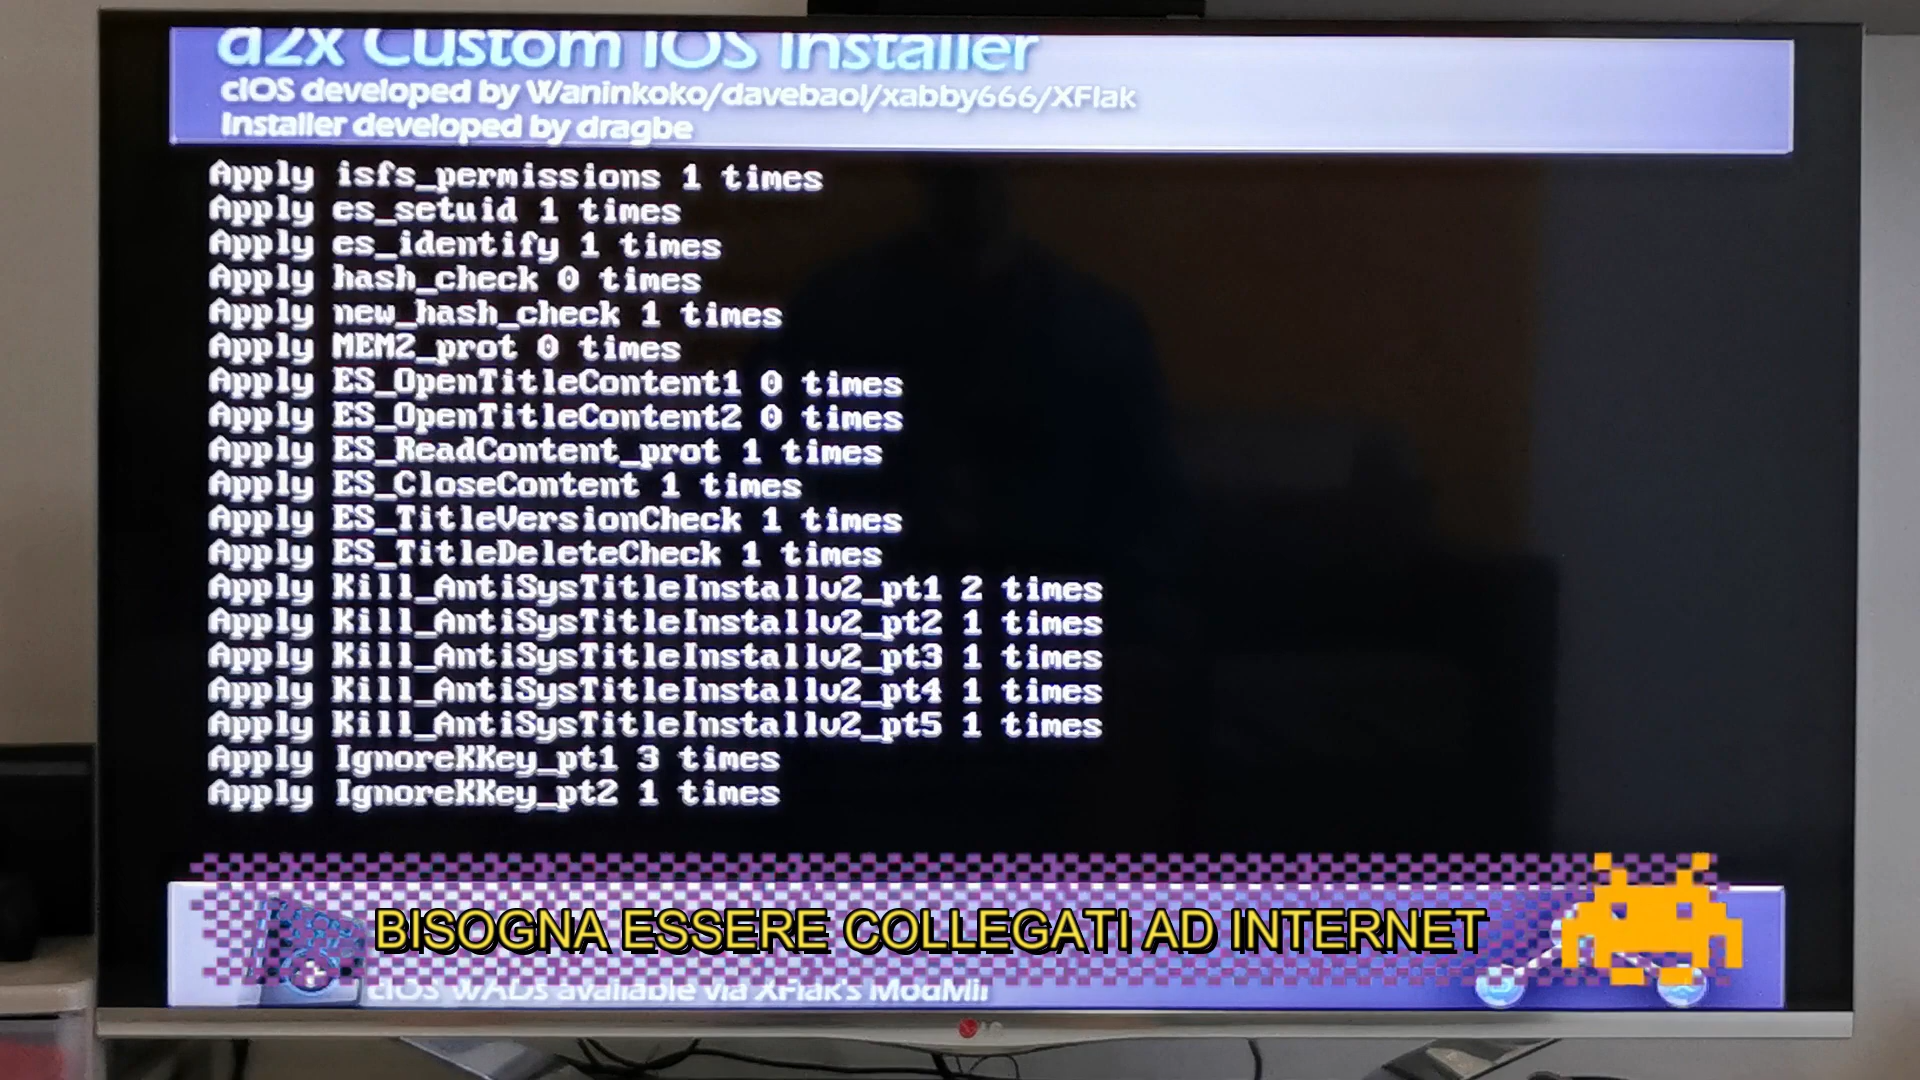 d2x Custom IOS Installer
cIOS developed by Waninkoko/davebaol/xabby666/XFlak
Installer developed by dragbe
Apply isfs_permissions 1 times
Apply es_setuid 1 times
Apply es_identify 1 times
Apply hash_check 0 times
Apply new_hash_check 1 times
Apply MEM2_prot 0 times
Apply ES_OpenTitleContent1 0 times
Apply ES_OpenTitleContent2 0 times
Apply ES_ReadContent_prot 1 times
Apply ES_CloseContent 1 times
Apply ES_TitleVersionCheck 1 times
Apply ES_TitleDeleteCheck 1 times
Apply Kill_AntiSysTitleInstallv2_pt1 2 times
Apply Kill_AntiSysTitleInstallv2_pt2 1 times
Apply Kill_AntiSysTitleInstallv2_pt3 1 times
Apply Kill_AntiSysTitleInstallv2_pt4 1 times
Apply Kill_AntiSysTitleInstallv2_pt5 1 times
Apply IgnoreKKey_pt1 3 times
Apply IgnoreKKey_pt2 1 times
BISOGNA ESSERE COLLEGATI AD INTERNET
cIOS WADs available via XFlak's ModMii
LG